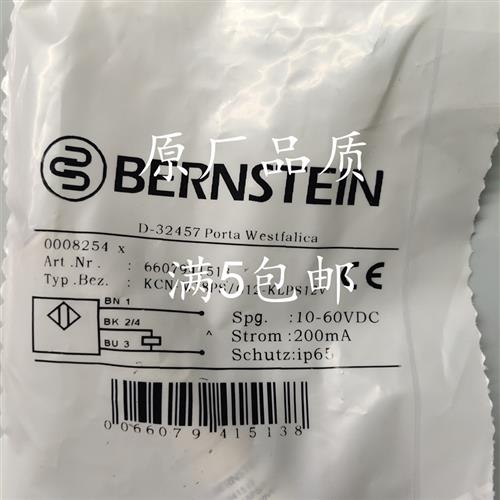 原厂品质
BERNSTEIN
D-32457 Porta Westfalica
0008254 x
Art.Nr. :
满5包邮
CE
Typ.Bez. :
BN 1
BK 2/4
BU 3
Spg. :10-60VDC
Strom :200mA
Schutz:ip65
0066079415138